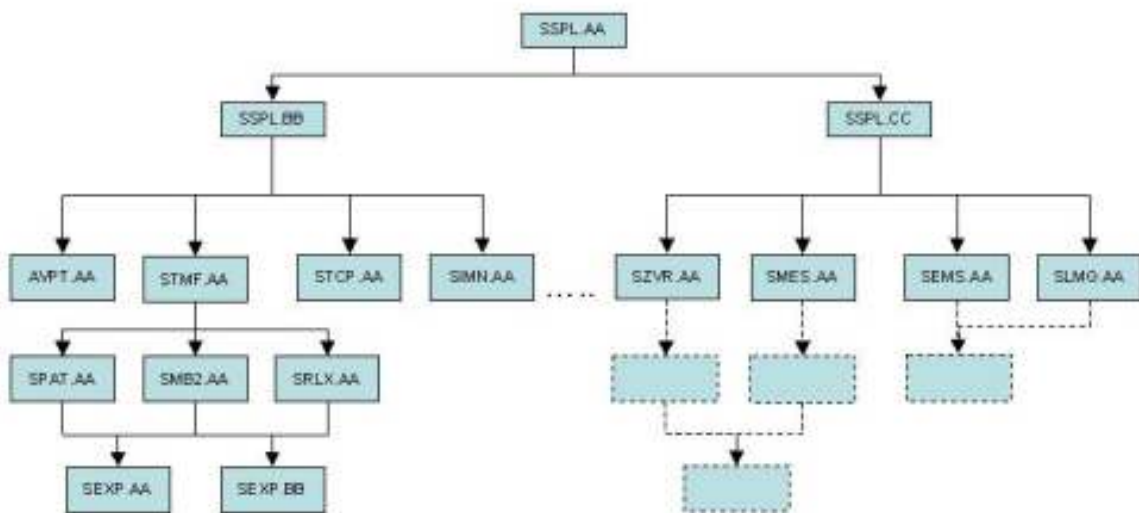 SSPL.AA
SSPL.BB
SSPL.CC
AVPT.AA
STMF.AA
STCP.AA
SIMN.AA
.....
SZVR.AA
SMES.AA
SEMS.AA
SLMG.AA
SPAT.AA
SMB2.AA
SRLX.AA
SEXP.AA
SEXP.BB